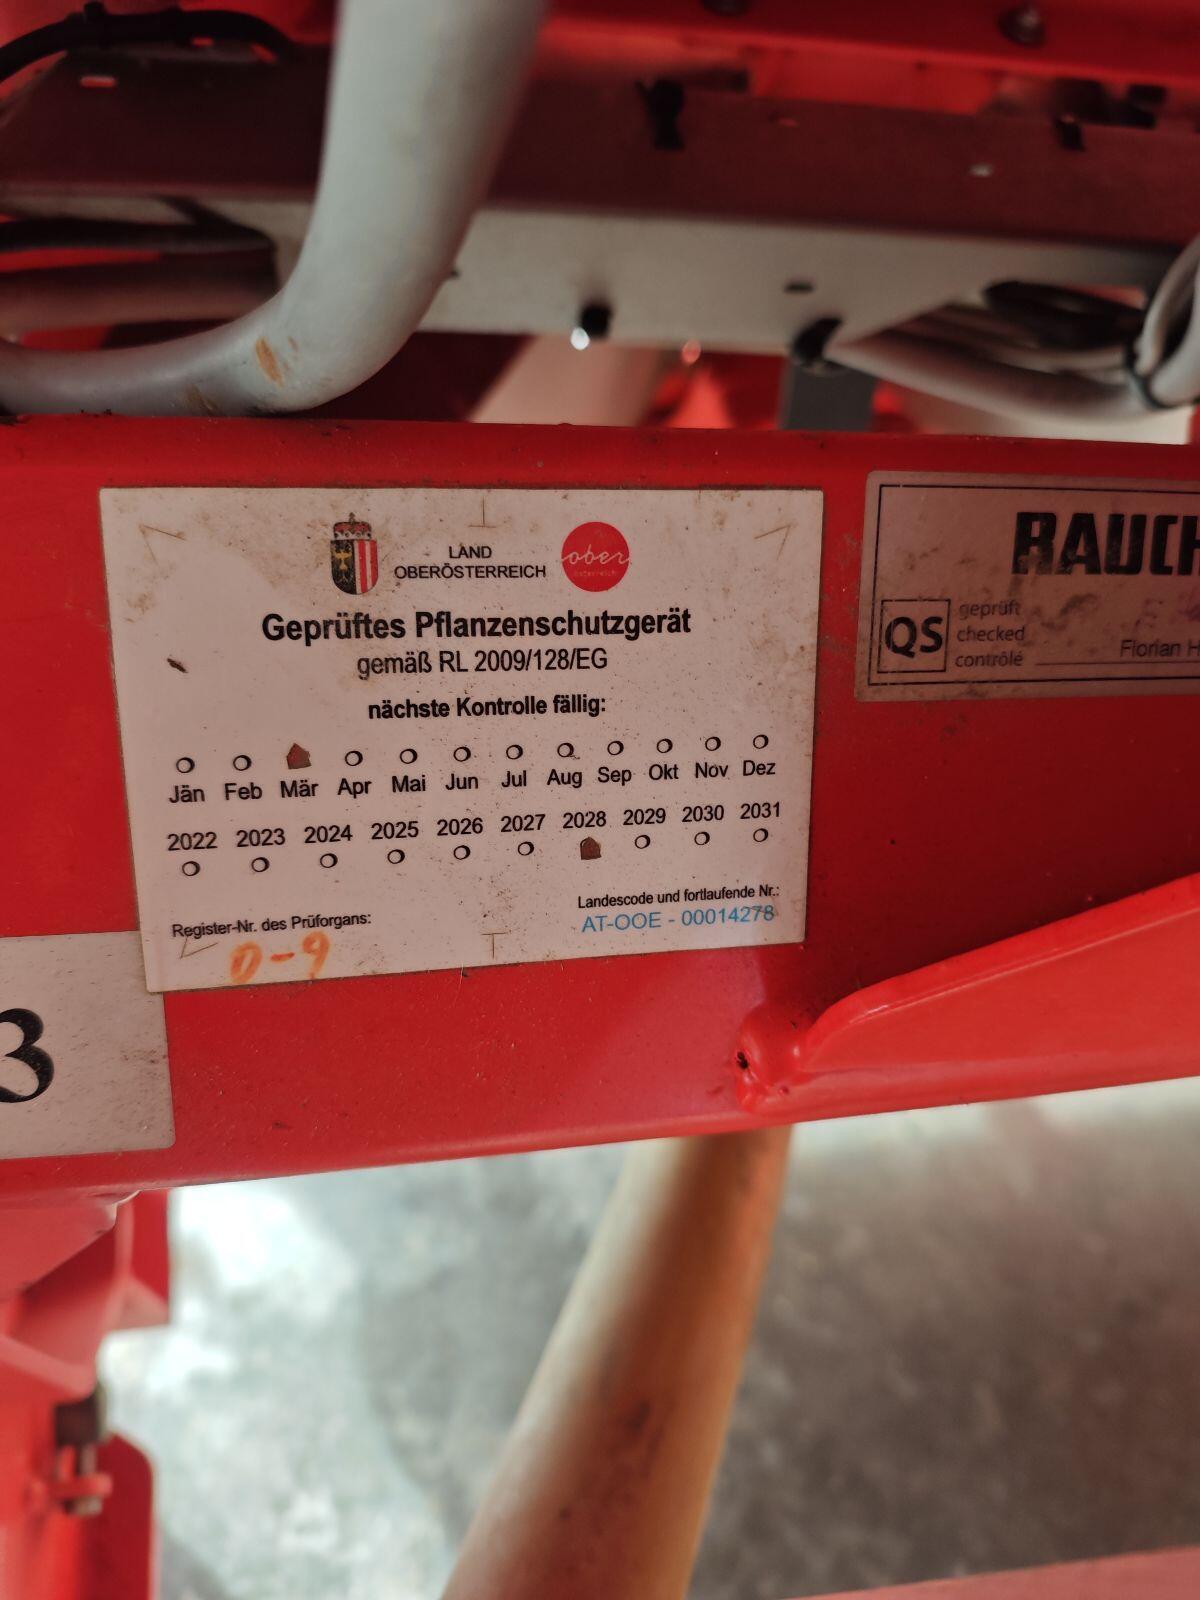 LAND
OBERÖSTERREICH
ober
österreich
Geprüftes Pflanzenschutzgerät
gemäß RL 2009/128/EG
nächste Kontrolle fällig:
Jän Feb Mär Apr Mai Jun Jul Aug Sep Okt Nov Dez
2022 2023 2024 2025 2026 2027 2028 2029 2030 2031
Register-Nr. des Prüforgans:
O-9
Landescode und fortlaufende Nr.:
AT-OOE - 00014278
RAUCH
QS
geprüft
checked
contrôlé
Florian H
3